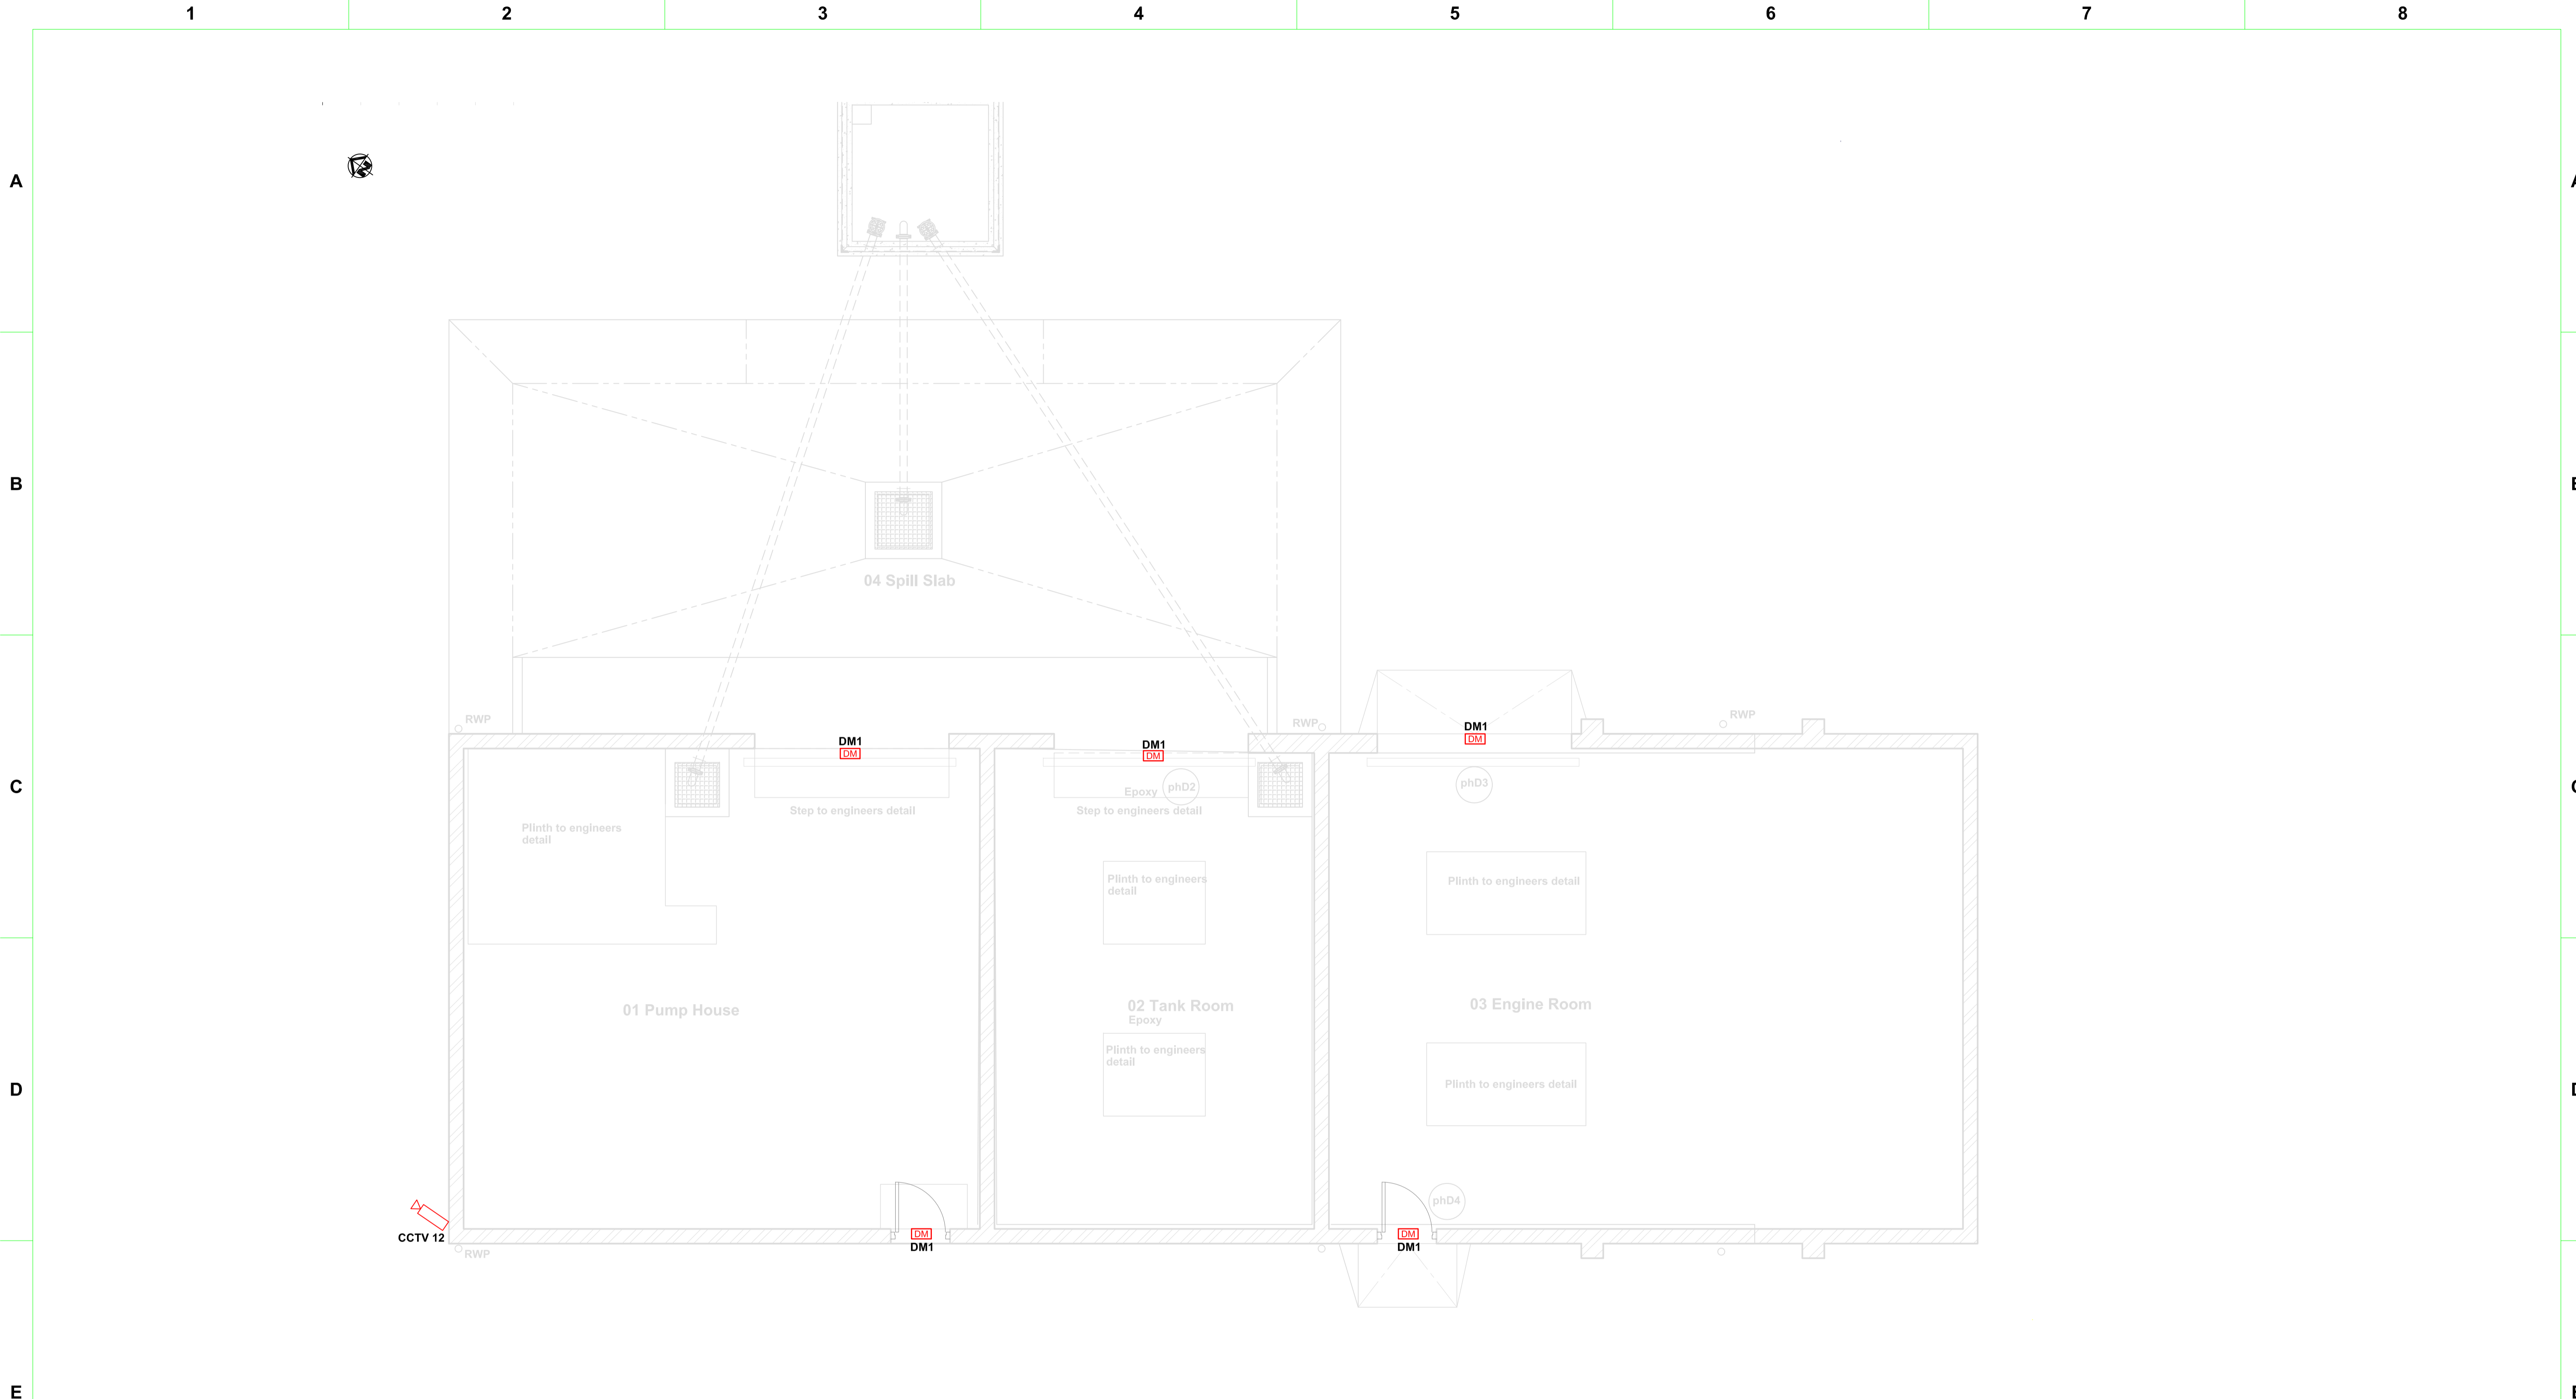 1 2 3 4 5 6 7 8
A
B
04 Spill Slab
RWP
RWP
DM1
RWP
DM1
DM
DM1
DM
DM
C
phD2
phD3
Epoxy
Step to engineers detail
Step to engineers detail
Plinth to engineers
detail
Plinth to engineers
detail
Plinth to engineers detail
01 Pump House
02 Tank Room
Epoxy
03 Engine Room
Plinth to engineers
detail
Plinth to engineers detail
D
phD4
CCTV 12
DM
DM1
DM
DM1
RWP
E